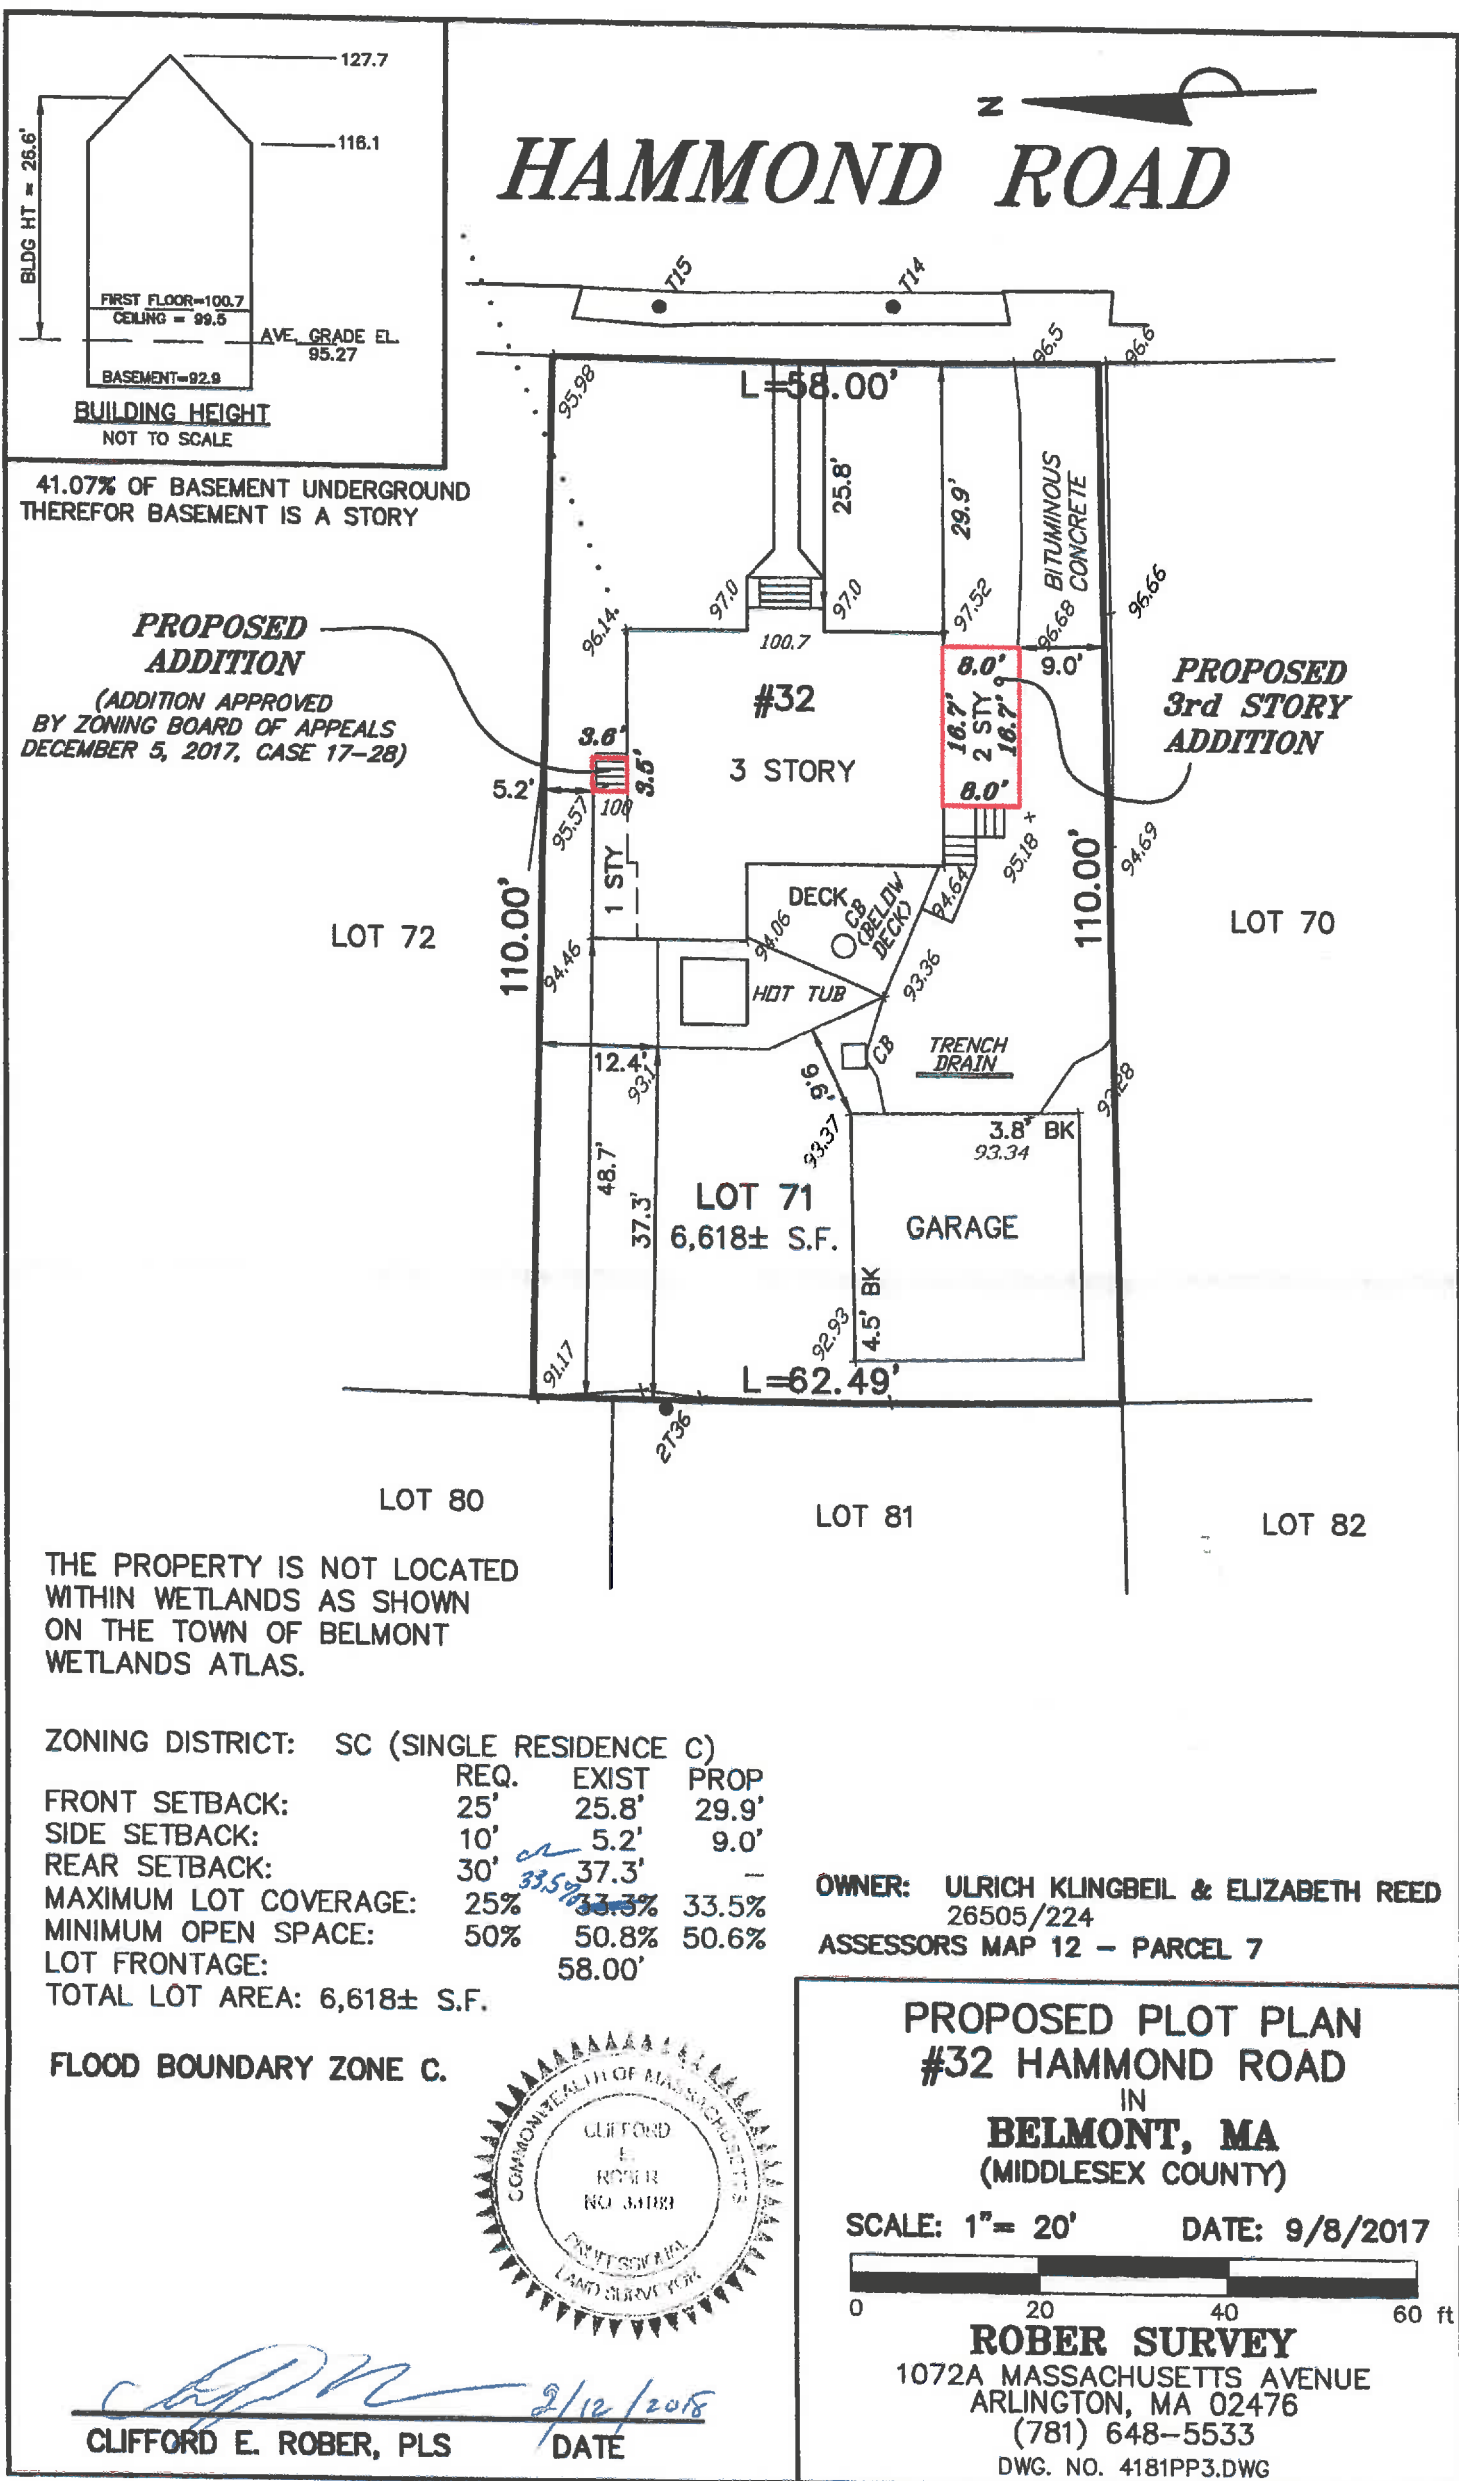 127.7
116.1
BLDG HT = 26.6'
FIRST FLOOR=100.7
CEILING = 99.5
AVE. GRADE EL.
95.27
BASEMENT=92.9
BUILDING HEIGHT
NOT TO SCALE
41.07% OF BASEMENT UNDERGROUND
THEREFOR BASEMENT IS A STORY
N
HAMMOND ROAD
T15
T14
96.5
96.6
95.98
L=58.00'
25.8'
29.9'
BITUMINOUS
CONCRETE
PROPOSED
ADDITION
(ADDITION APPROVED
BY ZONING BOARD OF APPEALS
DECEMBER 5, 2017, CASE 17-28)
96.14
97.0
97.0
97.52
96.68
96.66
100.7
#32
3 STORY
8.0'
9.0'
16.7'
2 STY
16.7'
8.0'
PROPOSED
3rd STORY
ADDITION
3.6'
3.5'
5.2'
95.57
100
1 STY
110.00'
LOT 72
94.46
DECK
CB
(BELOW
DECK)
94.64
95.18
94.69
110.00'
LOT 70
94.06
HOT TUB
93.36
12.4'
93.1
9.6'
CB
TRENCH
DRAIN
93.28
93.37
3.8' BK
93.34
48.7'
37.3'
LOT 71
6,618± S.F.
GARAGE
4.5' BK
92.93
91.17
L=62.49'
2T36
LOT 80
LOT 81
LOT 82
THE PROPERTY IS NOT LOCATED
WITHIN WETLANDS AS SHOWN
ON THE TOWN OF BELMONT
WETLANDS ATLAS.
ZONING DISTRICT: SC (SINGLE RESIDENCE C)
REQ. EXIST PROP
FRONT SETBACK: 25' 25.8' 29.9'
SIDE SETBACK: 10' 5.2' 9.0'
REAR SETBACK: 30' 37.3' —
MAXIMUM LOT COVERAGE: 25% 33.5% 33.3% 33.5%
MINIMUM OPEN SPACE: 50% 50.8% 50.6%
LOT FRONTAGE: 58.00'
TOTAL LOT AREA: 6,618± S.F.
FLOOD BOUNDARY ZONE C.
OWNER: ULRICH KLINGBEIL & ELIZABETH REED
26505/224
ASSESSORS MAP 12 - PARCEL 7
COMMONWEALTH OF MASSACHUSETTS
CLIFFORD
E.
ROBER
NO 33189
PROFESSIONAL
LAND SURVEYOR
2/12/2018
CLIFFORD E. ROBER, PLS DATE
PROPOSED PLOT PLAN
#32 HAMMOND ROAD
IN
BELMONT, MA
(MIDDLESEX COUNTY)
SCALE: 1"= 20' DATE: 9/8/2017
0 20 40 60 ft
ROBER SURVEY
1072A MASSACHUSETTS AVENUE
ARLINGTON, MA 02476
(781) 648-5533
DWG. NO. 4181PP3.DWG